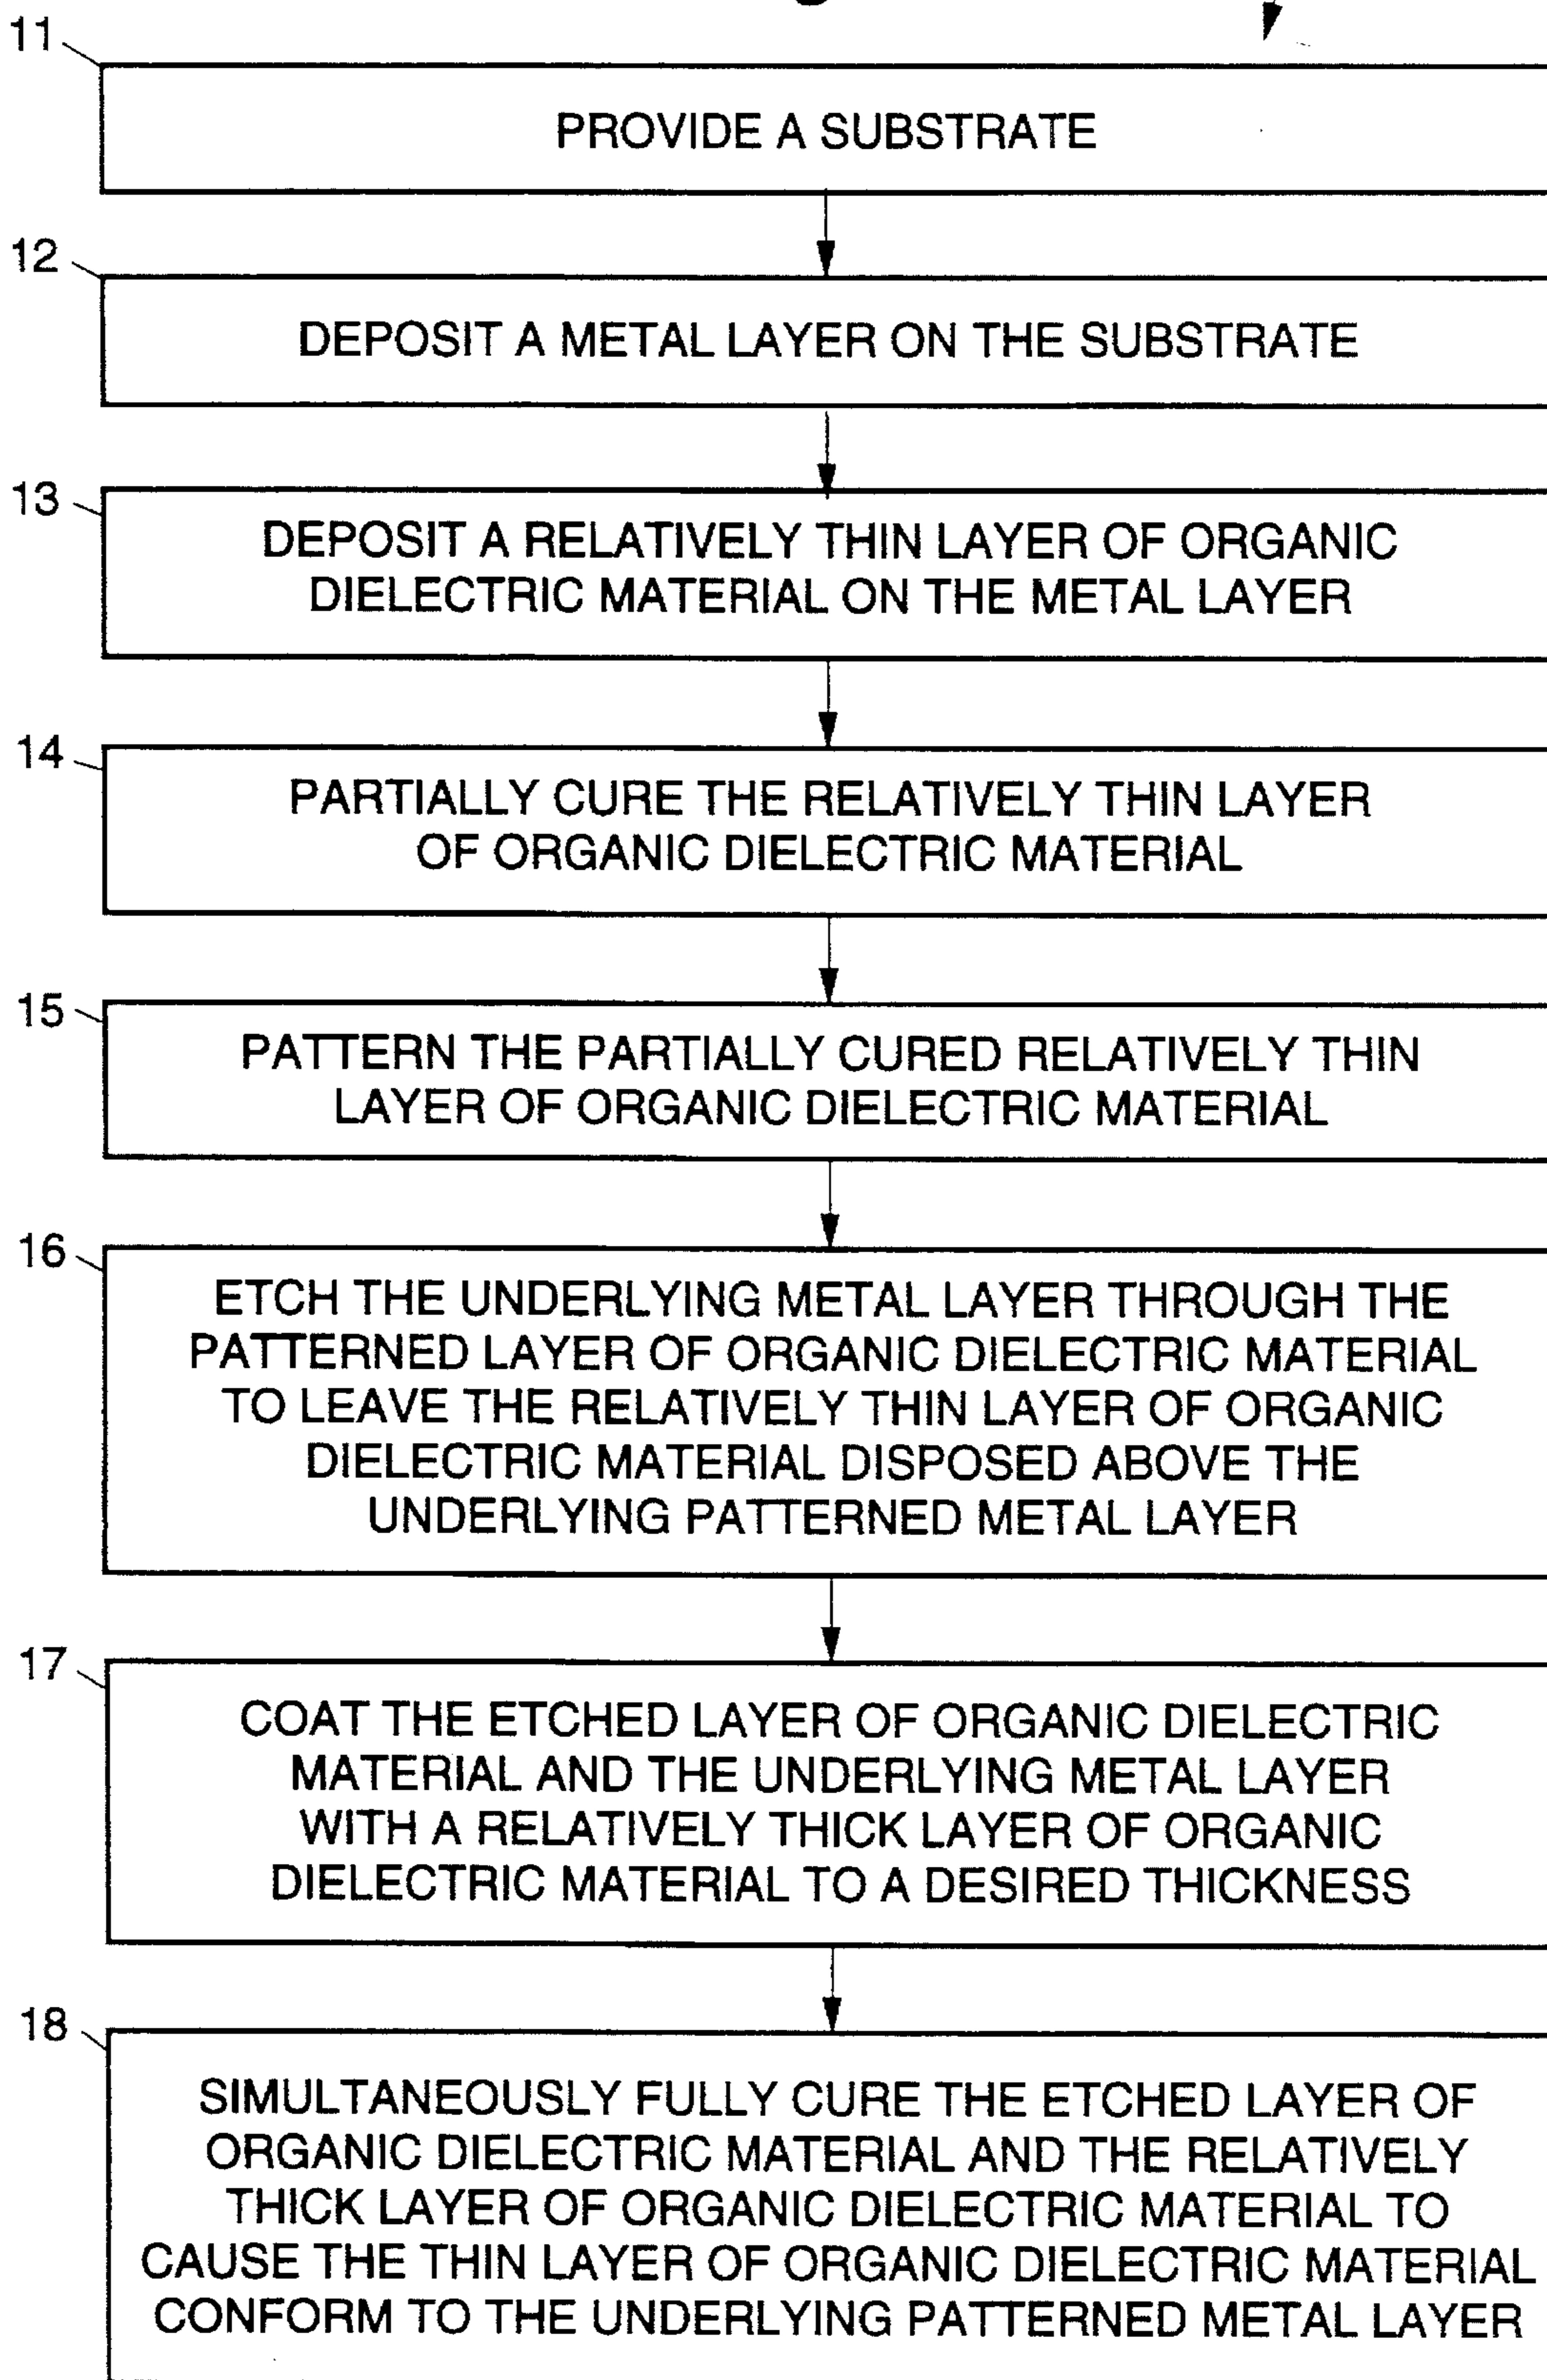 11
PROVIDE A SUBSTRATE
12
DEPOSIT A METAL LAYER ON THE SUBSTRATE
13
DEPOSIT A RELATIVELY THIN LAYER OF ORGANIC
DIELECTRIC MATERIAL ON THE METAL LAYER
14
PARTIALLY CURE THE RELATIVELY THIN LAYER
OF ORGANIC DIELECTRIC MATERIAL
15
PATTERN THE PARTIALLY CURED RELATIVELY THIN
LAYER OF ORGANIC DIELECTRIC MATERIAL
16
ETCH THE UNDERLYING METAL LAYER THROUGH THE
PATTERNED LAYER OF ORGANIC DIELECTRIC MATERIAL
TO LEAVE THE RELATIVELY THIN LAYER OF ORGANIC
DIELECTRIC MATERIAL DISPOSED ABOVE THE
UNDERLYING PATTERNED METAL LAYER
17
COAT THE ETCHED LAYER OF ORGANIC DIELECTRIC
MATERIAL AND THE UNDERLYING METAL LAYER
WITH A RELATIVELY THICK LAYER OF ORGANIC
DIELECTRIC MATERIAL TO A DESIRED THICKNESS
18
SIMULTANEOUSLY FULLY CURE THE ETCHED LAYER OF
ORGANIC DIELECTRIC MATERIAL AND THE RELATIVELY
THICK LAYER OF ORGANIC DIELECTRIC MATERIAL TO
CAUSE THE THIN LAYER OF ORGANIC DIELECTRIC MATERIAL
CONFORM TO THE UNDERLYING PATTERNED METAL LAYER